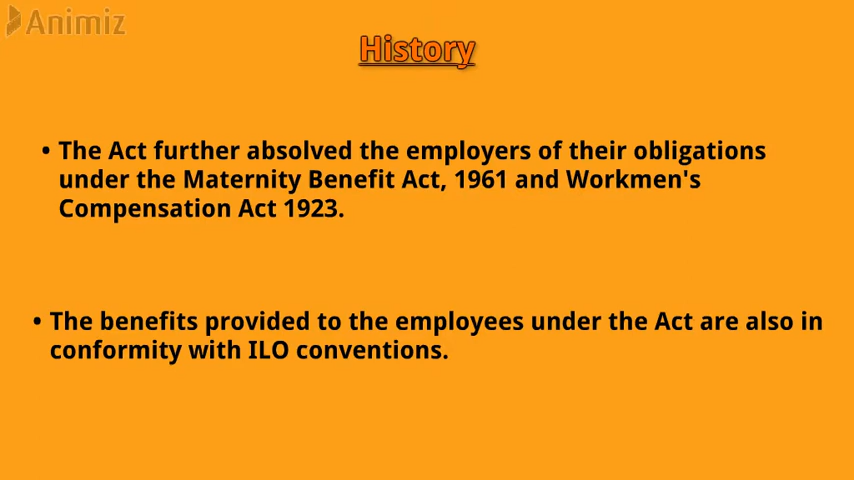 Animiz
History
• The Act further absolved the employers of their obligations
under the Maternity Benefit Act, 1961 and Workmen's
Compensation Act 1923.
• The benefits provided to the employees under the Act are also in
conformity with ILO conventions.